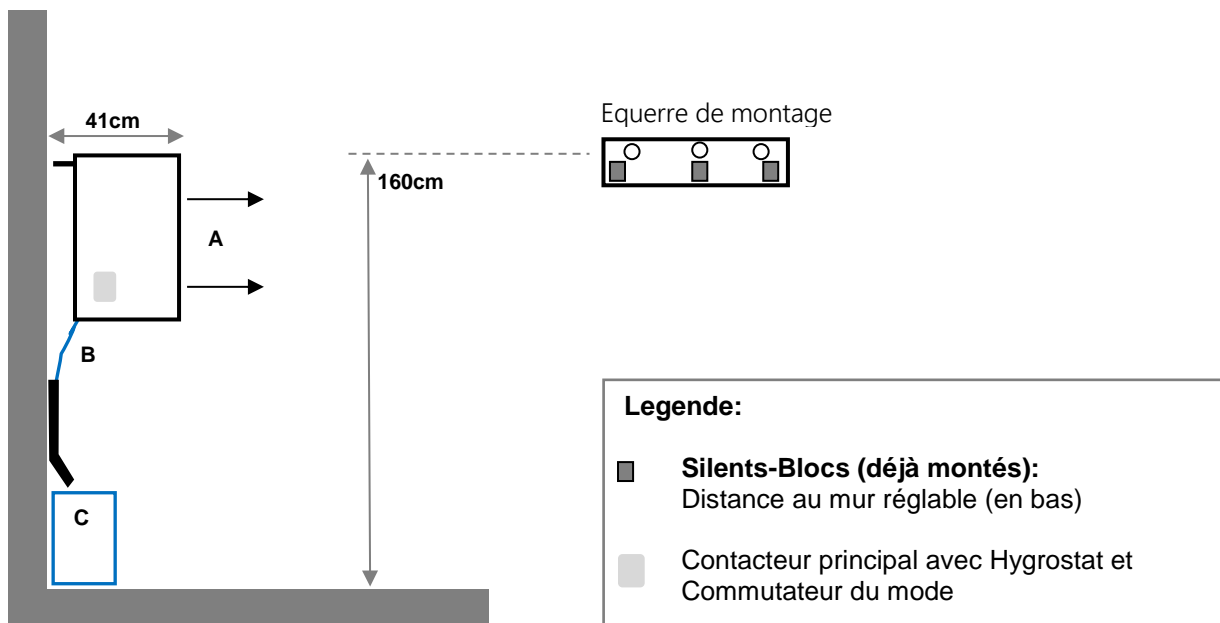 41cm
Equerre de montage
160cm
A
B
C
Legende:
Silents-Blocs (déjà montés):
Distance au mur réglable (en bas)
Contacteur principal avec Hygrostat et
Commutateur du mode